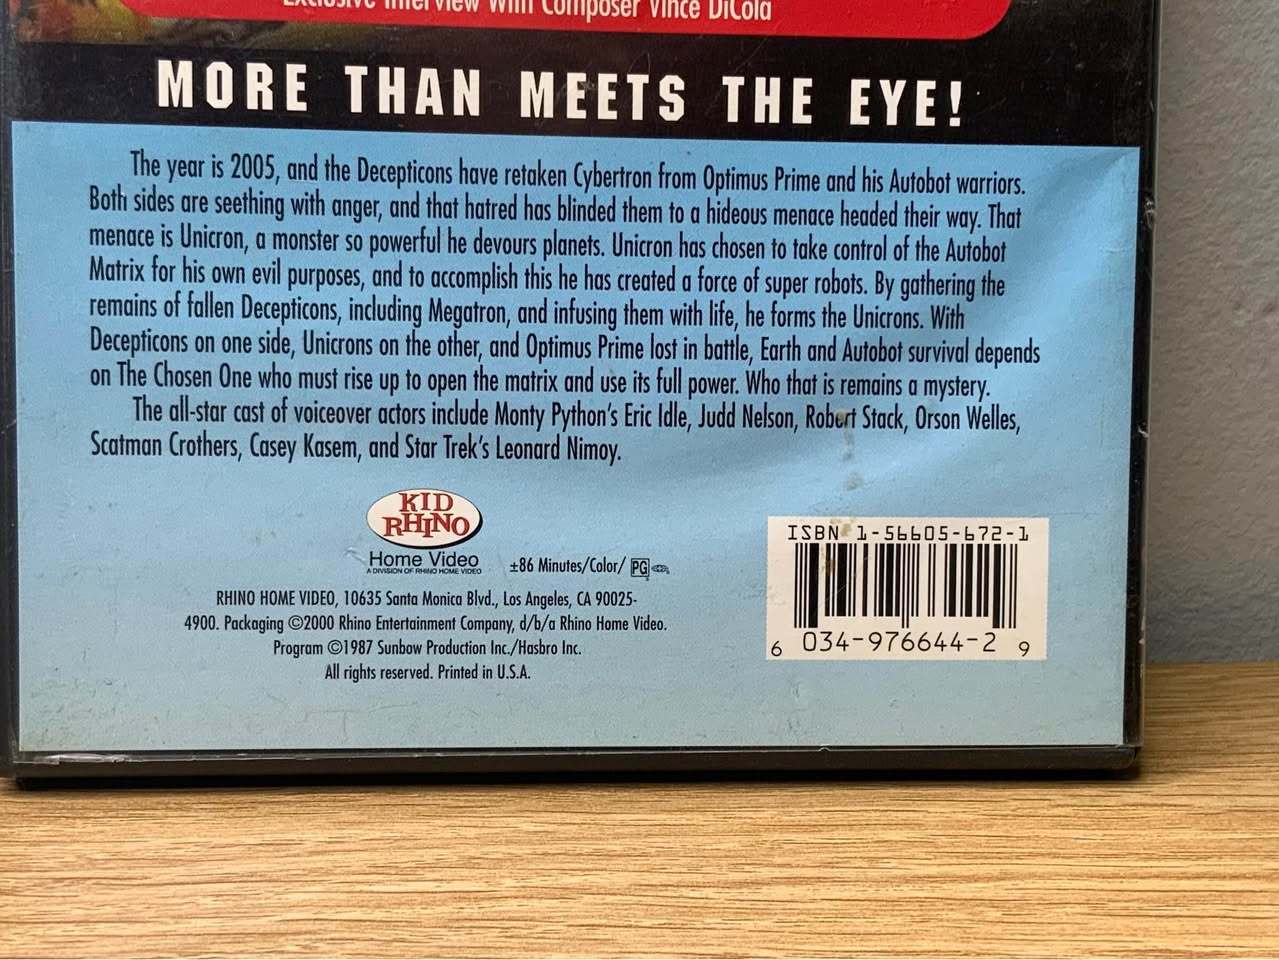 Exclusive Interview With Composer Vince DiCola
MORE THAN MEETS THE EYE!
The year is 2005, and the Decepticons have retaken Cybertron from Optimus Prime and his Autobot warriors.
Both sides are seething with anger, and that hatred has blinded them to a hideous menace headed their way. That
menace is Unicron, a monster so powerful he devours planets. Unicron has chosen to take control of the Autobot
Matrix for his own evil purposes, and to accomplish this he has created a force of super robots. By gathering the
remains of fallen Decepticons, including Megatron, and infusing them with life, he forms the Unicrons. With
Decepticons on one side, Unicrons on the other, and Optimus Prime lost in battle, Earth and Autobot survival depends
on The Chosen One who must rise up to open the matrix and use its full power. Who that is remains a mystery.
The all-star cast of voiceover actors include Monty Python's Eric Idle, Judd Nelson, Robert Stack, Orson Welles,
Scatman Crothers, Casey Kasem, and Star Trek's Leonard Nimoy.
KID
RHINO
Home Video
A DIVISION OF RHINO HOME VIDEO
±86 Minutes/Color/ PG
RHINO HOME VIDEO, 10635 Santa Monica Blvd., Los Angeles, CA 90025-
4900. Packaging ©2000 Rhino Entertainment Company, d/b/a Rhino Home Video.
Program ©1987 Sunbow Production Inc./Hasbro Inc.
All rights reserved. Printed in U.S.A.
ISBN 1-56605-672-1
6 034-976644-2 9